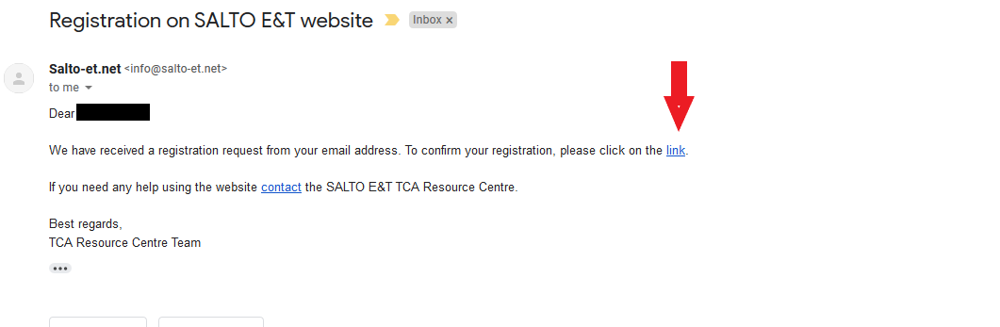 Registration on SALTO E&T website
Inbox x
Salto-et.net <info@salto-et.net>
to me
Dear
We have received a registration request from your email address. To confirm your registration, please click on the link.
If you need any help using the website contact the SALTO E&T TCA Resource Centre.
Best regards,
TCA Resource Centre Team